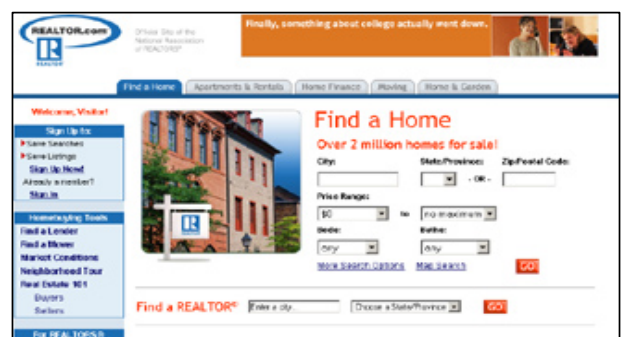 REALTOR.com
REALTOR
Official Site of the
National Association
of REALTORS®
Finally, something about college actually went down.
Find a Home
Apartments & Rentals
Home Finance
Moving
Home & Garden
Welcome, Visitor!
Sign Up to:
Save Searches
Save Listings
Sign Up Now!
Already a member?
Sign In
Homebuying Tools
Find a Lender
Find a Mover
Market Conditions
Neighborhood Tour
Real Estate 101
Buyers
Sellers
For REALTORS®
Find a Home
Over 2 million homes for sale!
City:
State/Province:
Zip/Postal Code:
- OR -
Price Range:
$0
to
no maximum
Beds:
Baths:
any
any
More Search Options
Map Search
GO
Find a REALTOR®
Enter a city...
Choose a State/Province
GO